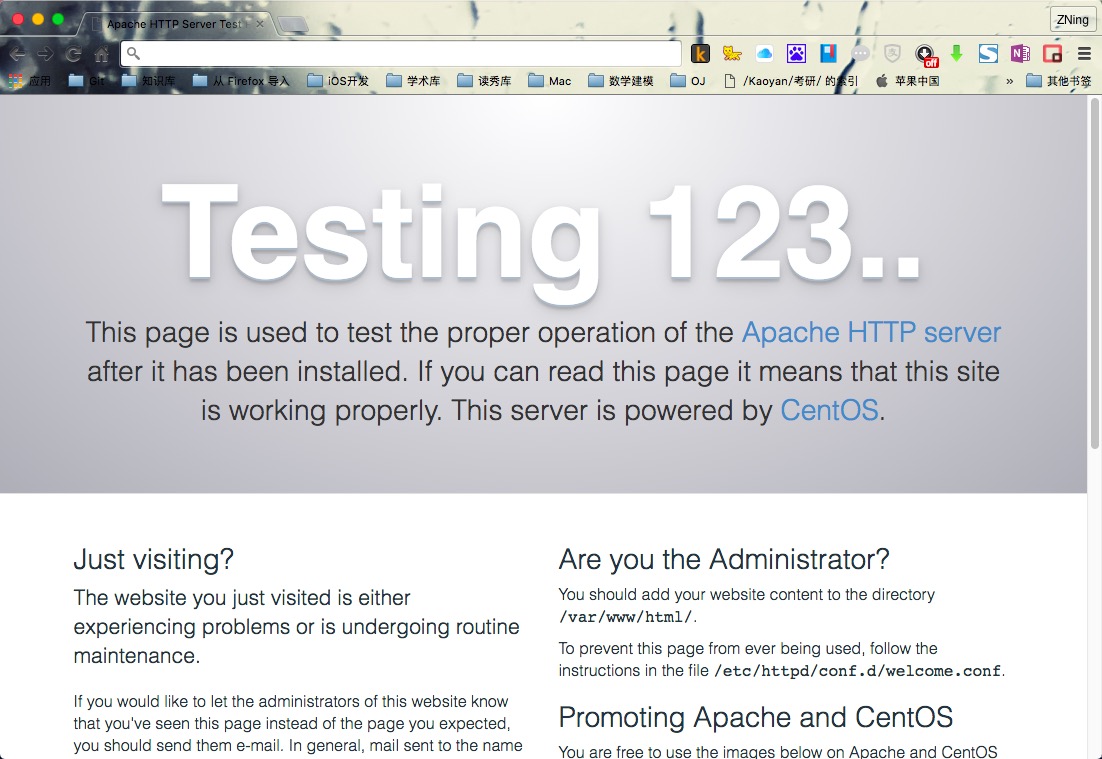 Apache HTTP Server Test
ZNing
应用 Git 知识库 从 Firefox 导入 iOS开发 学术库 读秀库 Mac 数学建模 OJ /Kaoyan/考研/ 的索引 苹果中国 » 其他书签
off
Testing 123..
This page is used to test the proper operation of the Apache HTTP server
after it has been installed. If you can read this page it means that this site
is working properly. This server is powered by CentOS.
Just visiting?
The website you just visited is either
experiencing problems or is undergoing routine
maintenance.
If you would like to let the administrators of this website know
that you've seen this page instead of the page you expected,
you should send them e-mail. In general, mail sent to the name
Are you the Administrator?
You should add your website content to the directory
/var/www/html/.
To prevent this page from ever being used, follow the
instructions in the file /etc/httpd/conf.d/welcome.conf.
Promoting Apache and CentOS
You are free to use the images below on Apache and CentOS